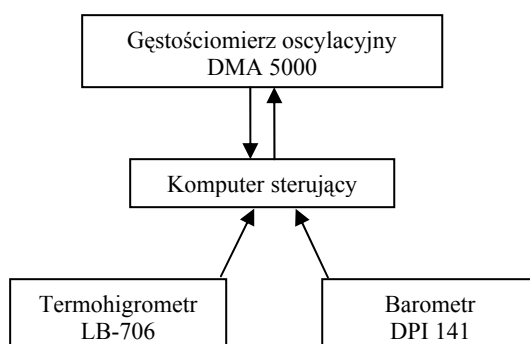 Gęstościomierz oscylacyjny
DMA 5000
Komputer sterujący
Termohigrometr
LB-706
Barometr
DPI 141